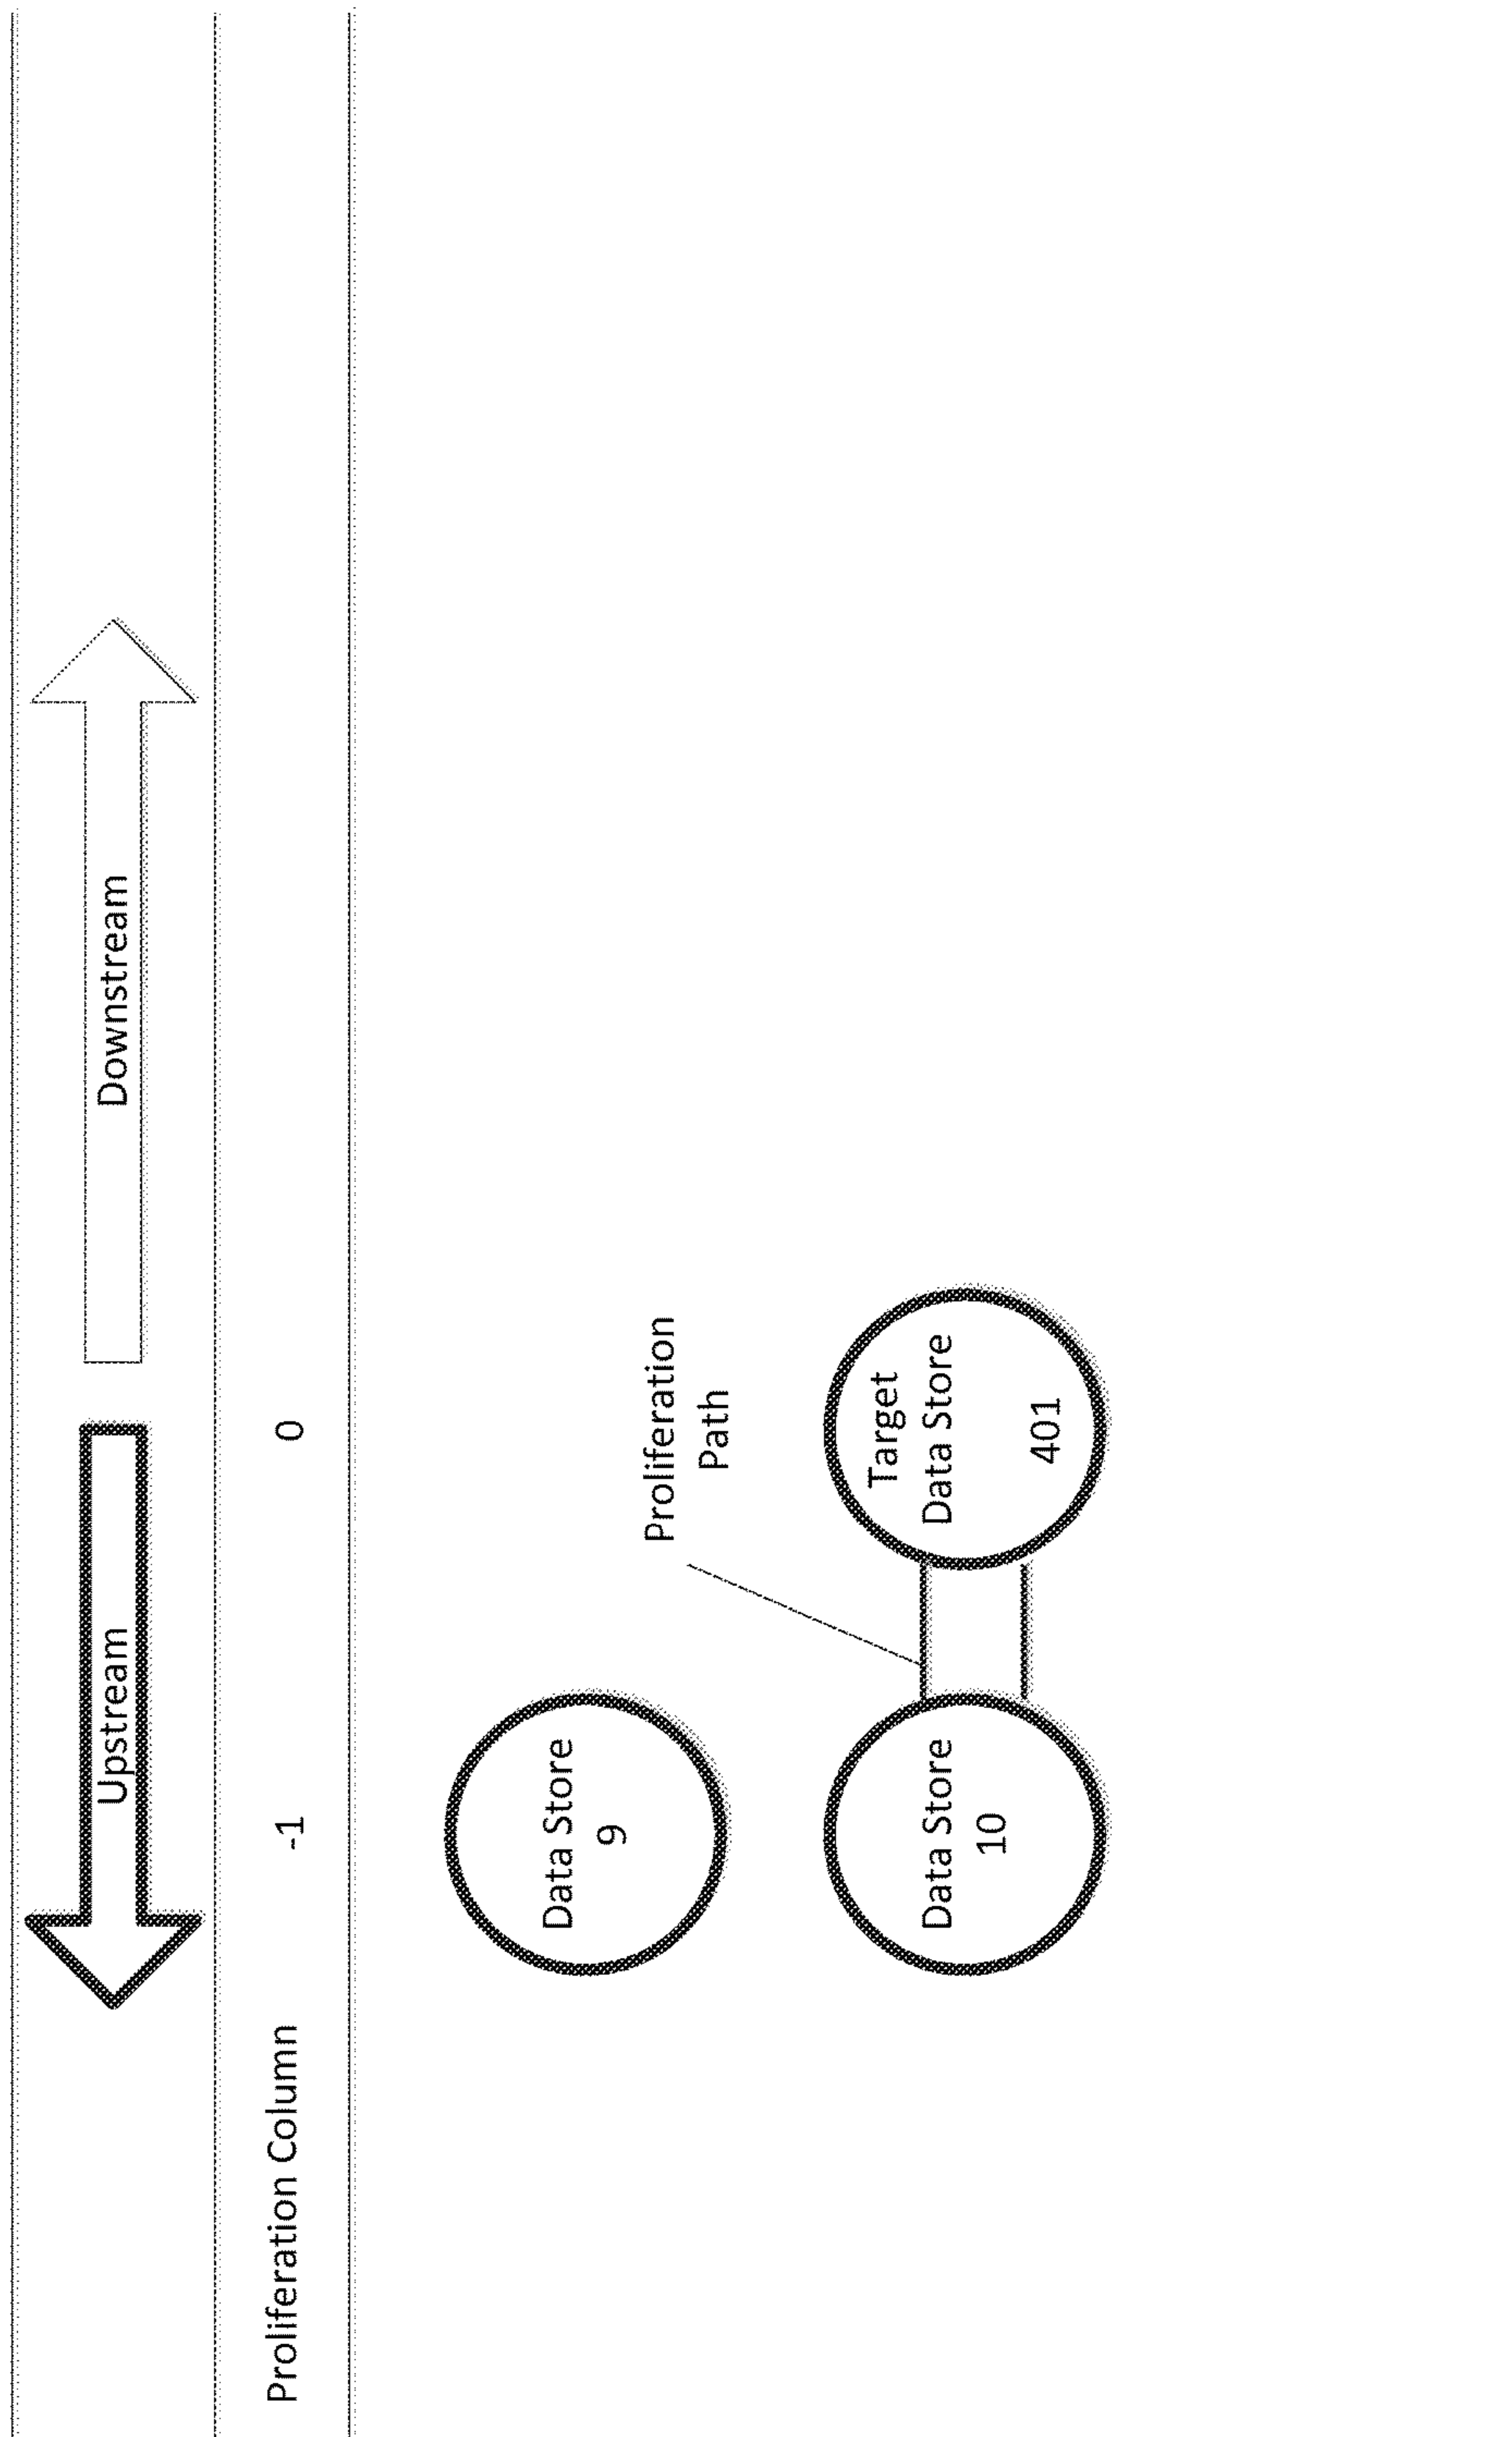 Upstream
Downstream
Proliferation Column
-1
0
Data Store
9
Proliferation
Path
Data Store
10
Target
Data Store
401